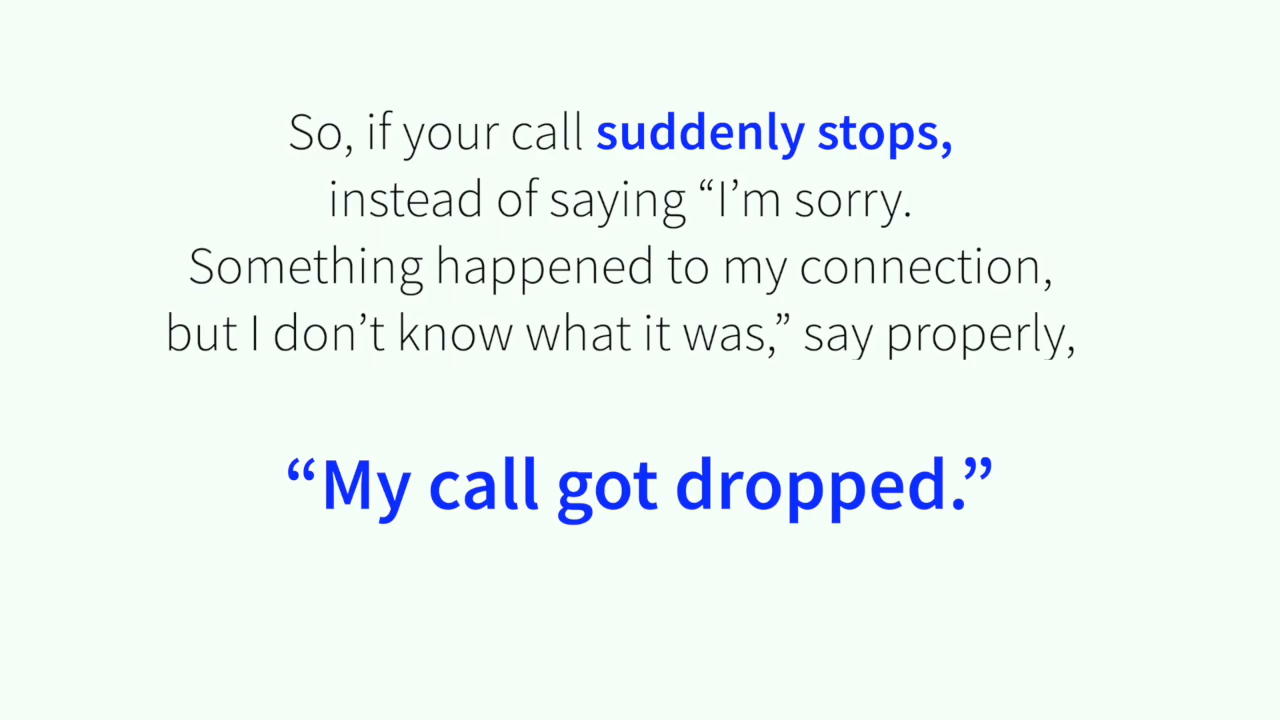 So, if your call suddenly stops,
instead of saying “I’m sorry.
Something happened to my connection,
but I don’t know what it was,” say properly,
“My call got dropped.”